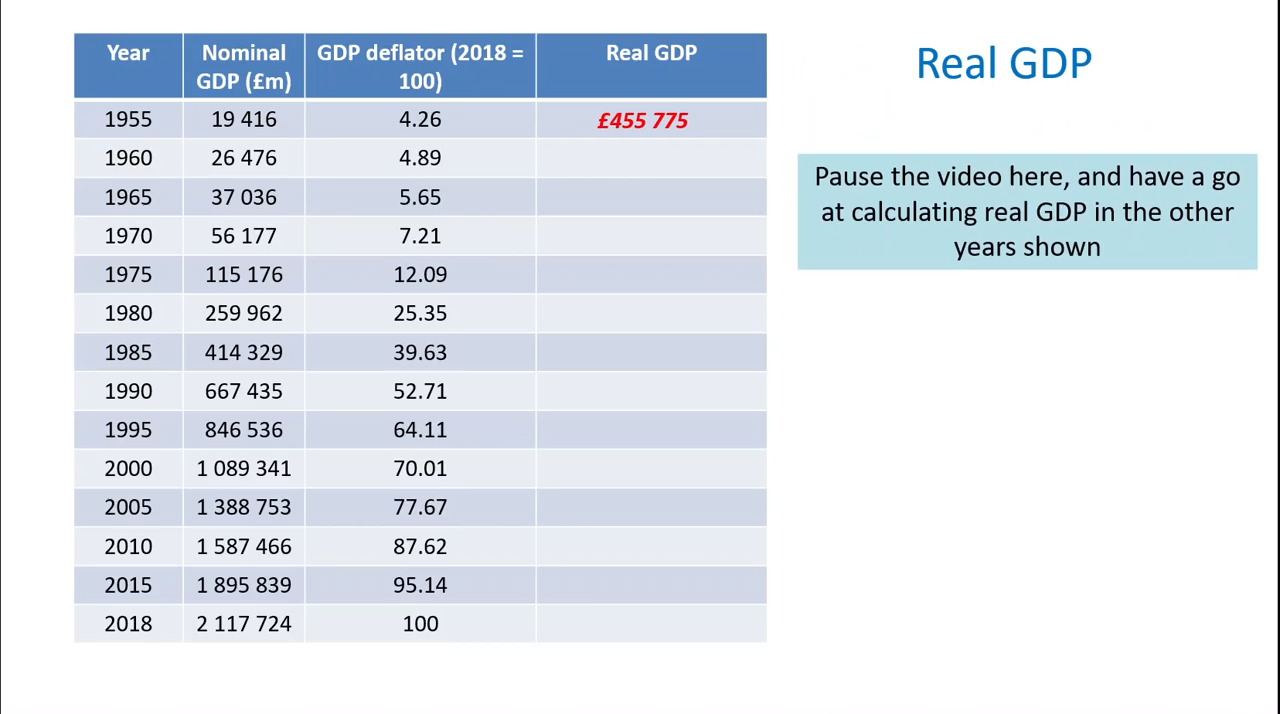 Year Nominal GDP deflator (2018 = Real GDP
GDP (£m) 100)
1955 19 416 4.26 £455 775
1960 26 476 4.89
1965 37 036 5.65
1970 56 177 7.21
1975 115 176 12.09
1980 259 962 25.35
1985 414 329 39.63
1990 667 435 52.71
1995 846 536 64.11
2000 1 089 341 70.01
2005 1 388 753 77.67
2010 1 587 466 87.62
2015 1 895 839 95.14
2018 2 117 724 100
Real GDP
Pause the video here, and have a go
at calculating real GDP in the other
years shown